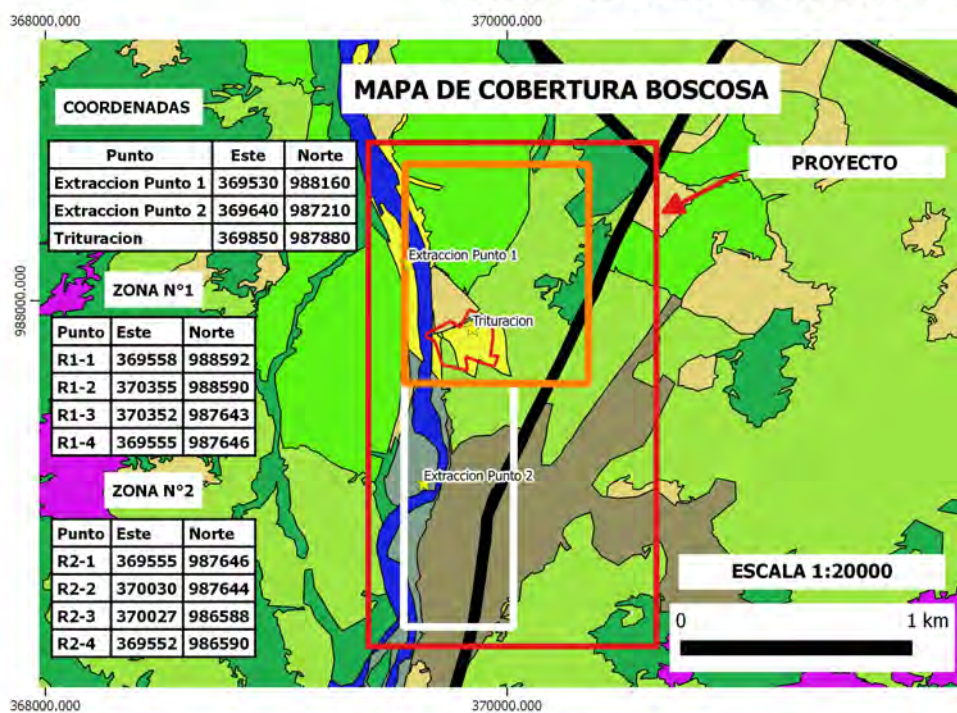 368000,000
370000,000
MAPA DE COBERTURA BOSCOSA
COORDENADAS
Punto Este Norte
Extraccion Punto 1 369530 988160
Extraccion Punto 2 369640 987210
Trituracion 369850 987880
PROYECTO
Extraccion Punto 1
988000,000
988000,000
ZONA N°1
Trituracion
Punto Este Norte
R1-1 369558 988592
R1-2 370355 988590
R1-3 370352 987643
R1-4 369555 987646
Extraccion Punto 2
ZONA N°2
Punto Este Norte
R2-1 369555 987646
R2-2 370030 987644
R2-3 370027 986588
R2-4 369552 986590
ESCALA 1:20000
0 1 km
368000,000
370000,000